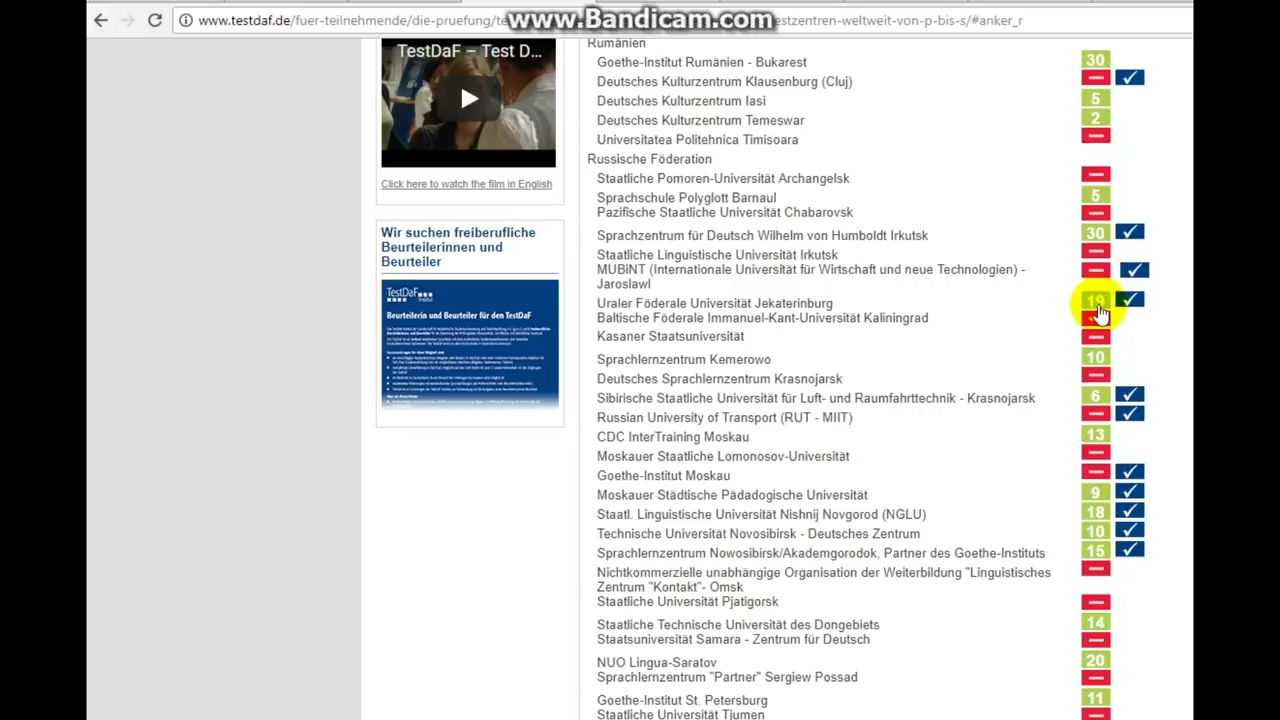 www.testdaf.de/fuer-teilnehmende/die-pruefung/te
www.Bandicam.com
estzentren-weltweit-von-p-bis-s/#anker_r
TestDaF – Test D...
Click here to watch the film in English
Wir suchen freiberufliche
Beurteilerinnen und
Beurteiler
TestDaF
Institut
Beurteilerin und Beurteiler für den TestDaF
Rumänien
Goethe-Institut Rumänien - Bukarest 30
Deutsches Kulturzentrum Klausenburg (Cluj)
Deutsches Kulturzentrum Iasi 5
Deutsches Kulturzentrum Temeswar 2
Universitatea Politehnica Timisoara
Russische Föderation
Staatliche Pomoren-Universität Archangelsk
Sprachschule Polyglott Barnaul 5
Pazifische Staatliche Universität Chabarovsk
Sprachzentrum für Deutsch Wilhelm von Humboldt Irkutsk 30
Staatliche Linguistische Universität Irkutsk
MUBiNT (Internationale Universität für Wirtschaft und neue Technologien) -
Jaroslawl
Uraler Föderale Universität Jekaterinburg 19
Baltische Föderale Immanuel-Kant-Universität Kaliningrad
Kasaner Staatsuniversität
Sprachlernzentrum Kemerowo 10
Deutsches Sprachlernzentrum Krasnojarsk
Sibirische Staatliche Universität für Luft- und Raumfahrttechnik - Krasnojarsk 6
Russian University of Transport (RUT - MIIT)
CDC InterTraining Moskau 13
Moskauer Staatliche Lomonosov-Universität
Goethe-Institut Moskau
Moskauer Städtische Pädagogische Universität 9
Staatl. Linguistische Universität Nishnij Novgorod (NGLU) 18
Technische Universität Novosibirsk - Deutsches Zentrum 10
Sprachlernzentrum Nowosibirsk/Akademgorodok, Partner des Goethe-Instituts 15
Nichtkommerzielle unabhängige Organisation der Weiterbildung "Linguistisches
Zentrum "Kontakt"- Omsk
Staatliche Universität Pjatigorsk
Staatliche Technische Universität des Dongebiets 14
Staatsuniversität Samara - Zentrum für Deutsch
NUO Lingua-Saratov 20
Sprachlernzentrum "Partner" Sergiew Possad
Goethe-Institut St. Petersburg 11
Staatliche Universität Tjumen